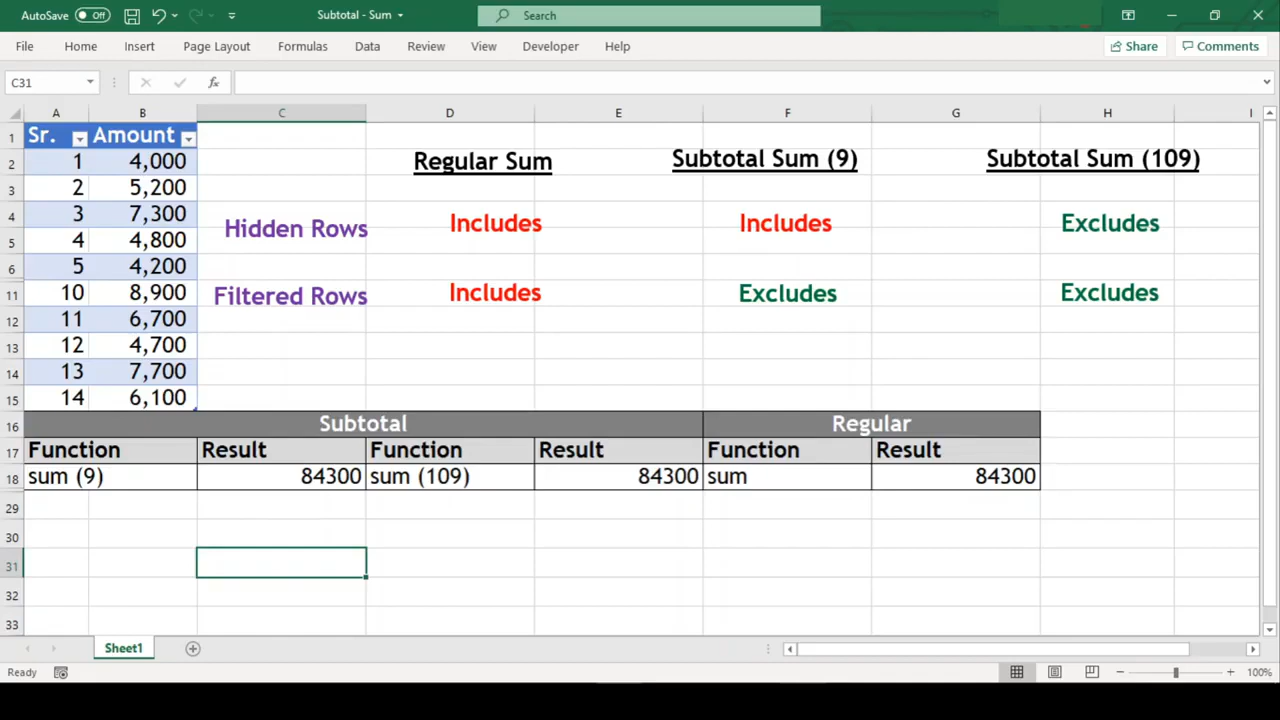 AutoSave Off Subtotal - Sum Search
File Home Insert Page Layout Formulas Data Review View Developer Help Share Comments
C31 fx
A B C D E F G H I
1 Sr. Amount
2 1 4,000 Regular Sum Subtotal Sum (9) Subtotal Sum (109)
3 2 5,200
4 3 7,300 Hidden Rows Includes Includes Excludes
5 4 4,800
6 5 4,200
11 10 8,900 Filtered Rows Includes Excludes Excludes
12 11 6,700
13 12 4,700
14 13 7,700
15 14 6,100
16 Subtotal Regular
17 Function Result Function Result Function Result
18 sum (9) 84300 sum (109) 84300 sum 84300
29
30
31
32
33
Sheet1
Ready 100%